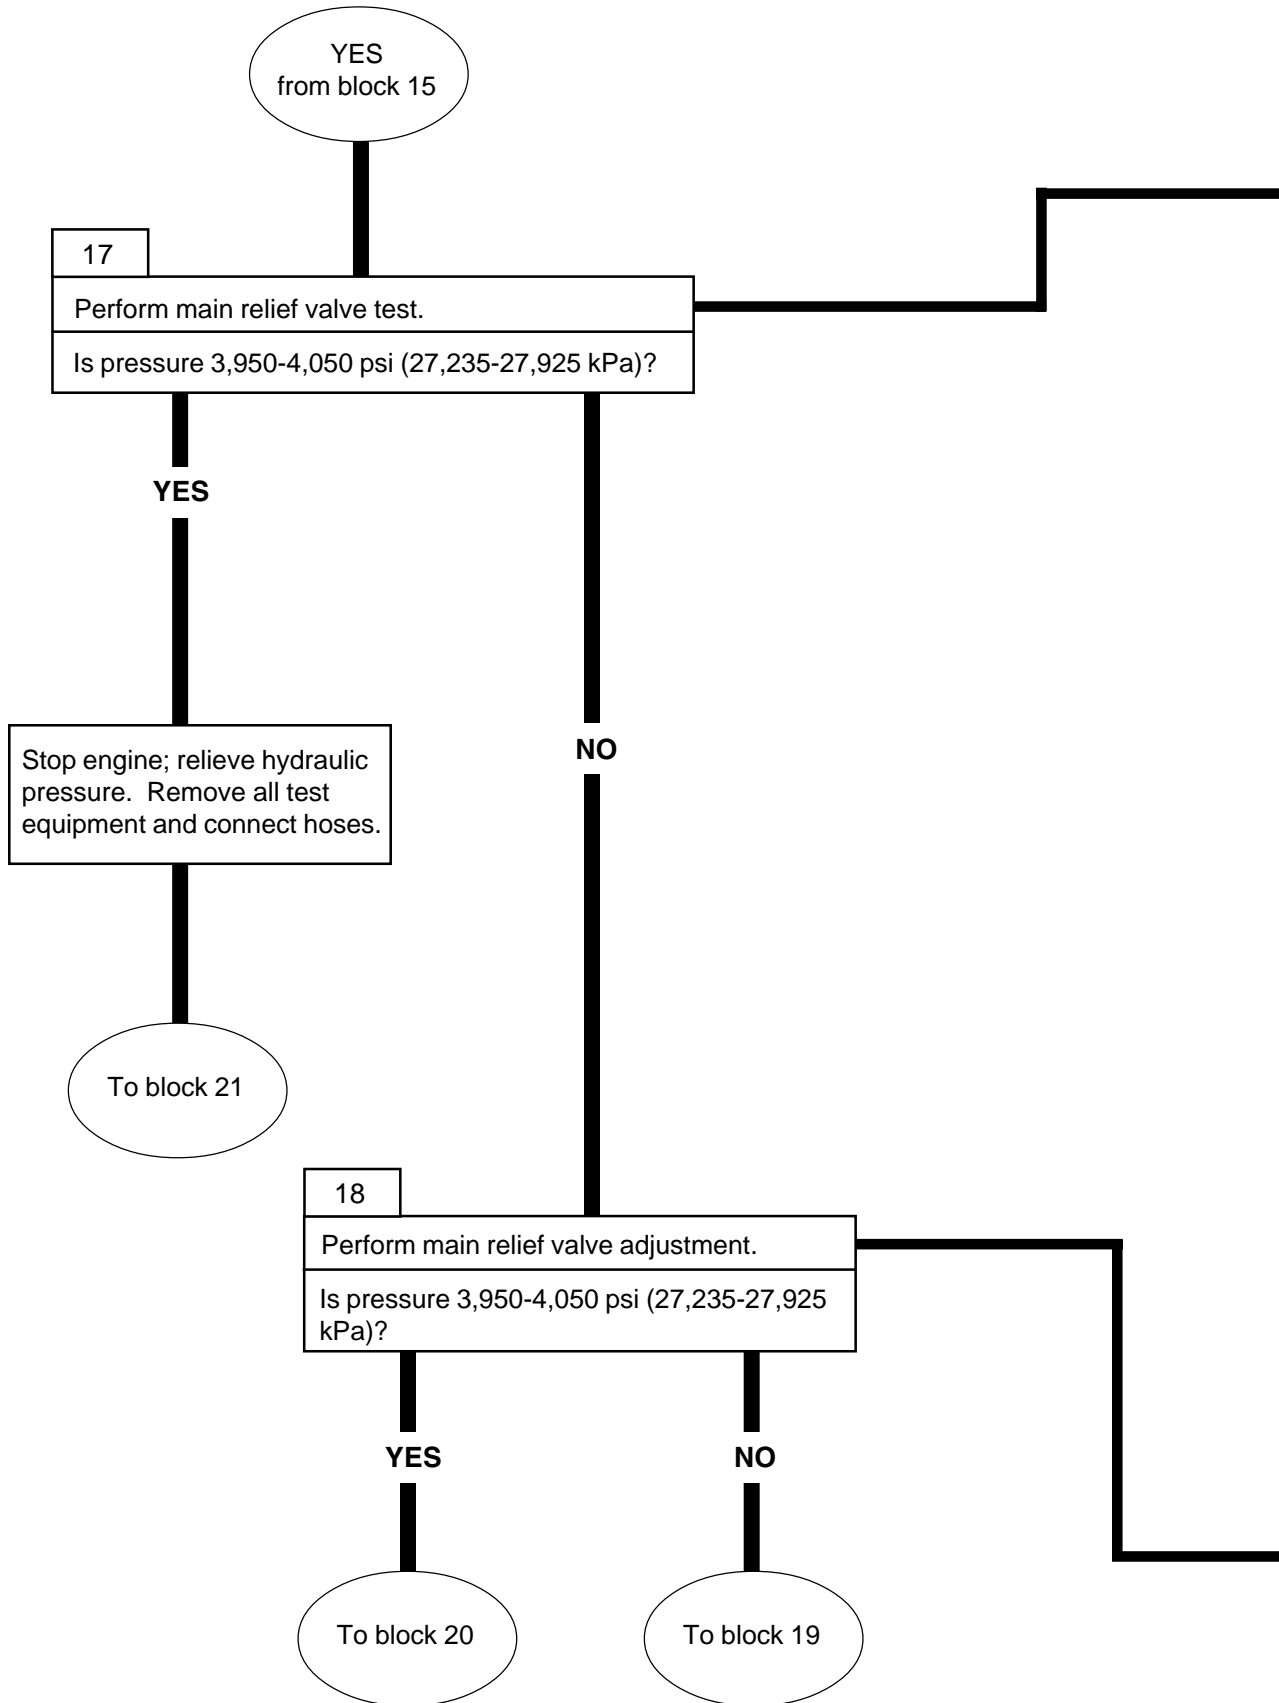 YES
from block 15
17
Perform main relief valve test.
Is pressure 3,950-4,050 psi (27,235-27,925 kPa)?
YES
NO
Stop engine; relieve hydraulic
pressure.  Remove all test
equipment and connect hoses.
To block 21
18
Perform main relief valve adjustment.
Is pressure 3,950-4,050 psi (27,235-27,925
kPa)?
YES
NO
To block 20
To block 19